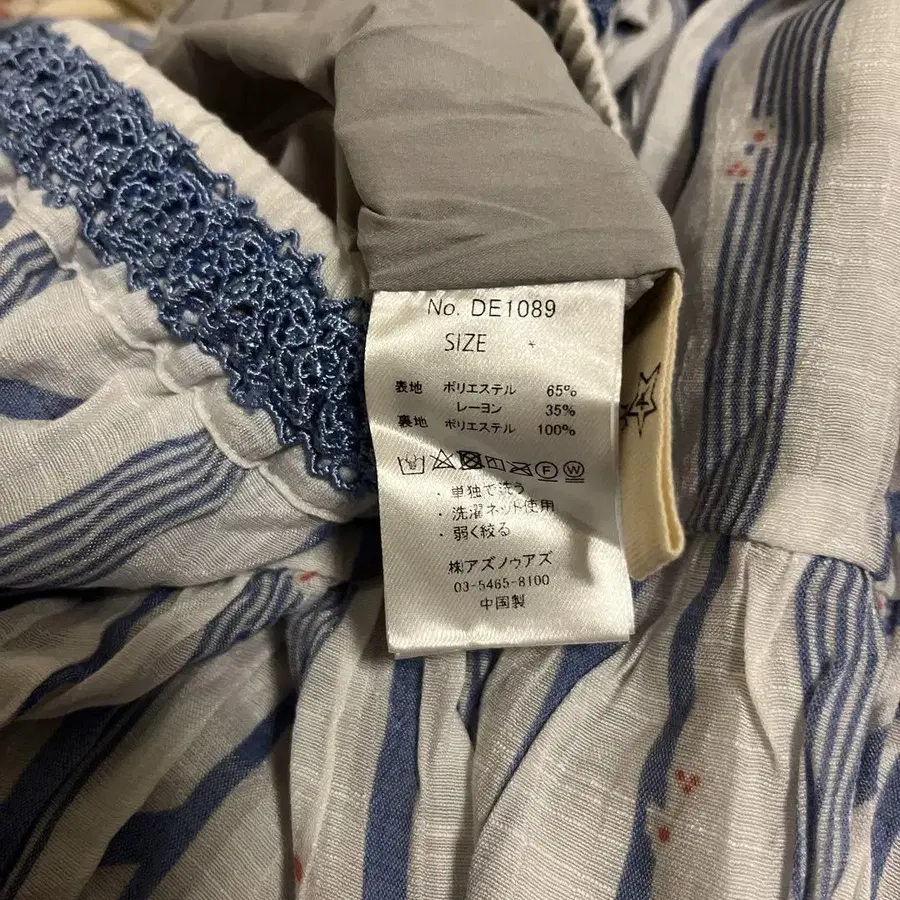 No. DE1089
SIZE -
表地 ポリエステル 65%
レーヨン 35%
裏地 ポリエステル 100%
F W
・単独で洗う
・洗濯ネット使用
・弱く絞る
㈱アズノゥアズ
03-5465-8100
中国製